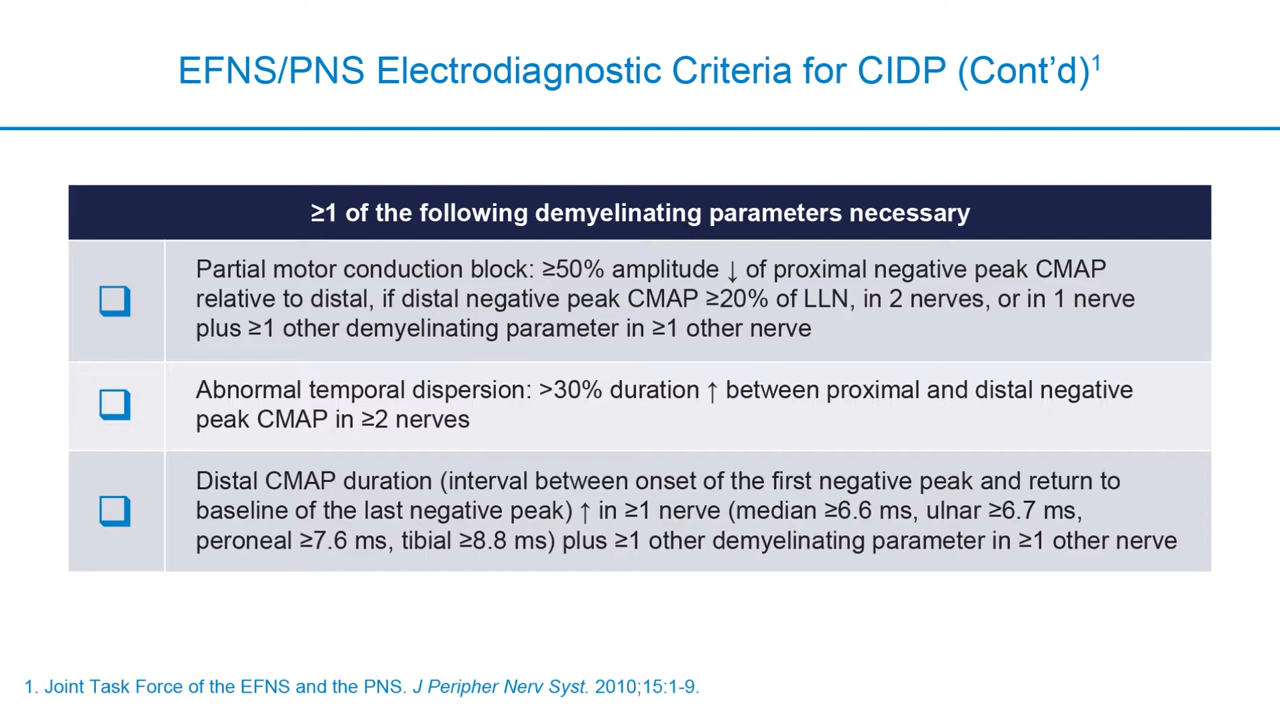 EFNS/PNS Electrodiagnostic Criteria for CIDP (Cont’d)¹
≥1 of the following demyelinating parameters necessary
Partial motor conduction block: ≥50% amplitude ↓ of proximal negative peak CMAP
relative to distal, if distal negative peak CMAP ≥20% of LLN, in 2 nerves, or in 1 nerve
plus ≥1 other demyelinating parameter in ≥1 other nerve
Abnormal temporal dispersion: >30% duration ↑ between proximal and distal negative
peak CMAP in ≥2 nerves
Distal CMAP duration (interval between onset of the first negative peak and return to
baseline of the last negative peak) ↑ in ≥1 nerve (median ≥6.6 ms, ulnar ≥6.7 ms,
peroneal ≥7.6 ms, tibial ≥8.8 ms) plus ≥1 other demyelinating parameter in ≥1 other nerve
1. Joint Task Force of the EFNS and the PNS. J Peripher Nerv Syst. 2010;15:1-9.